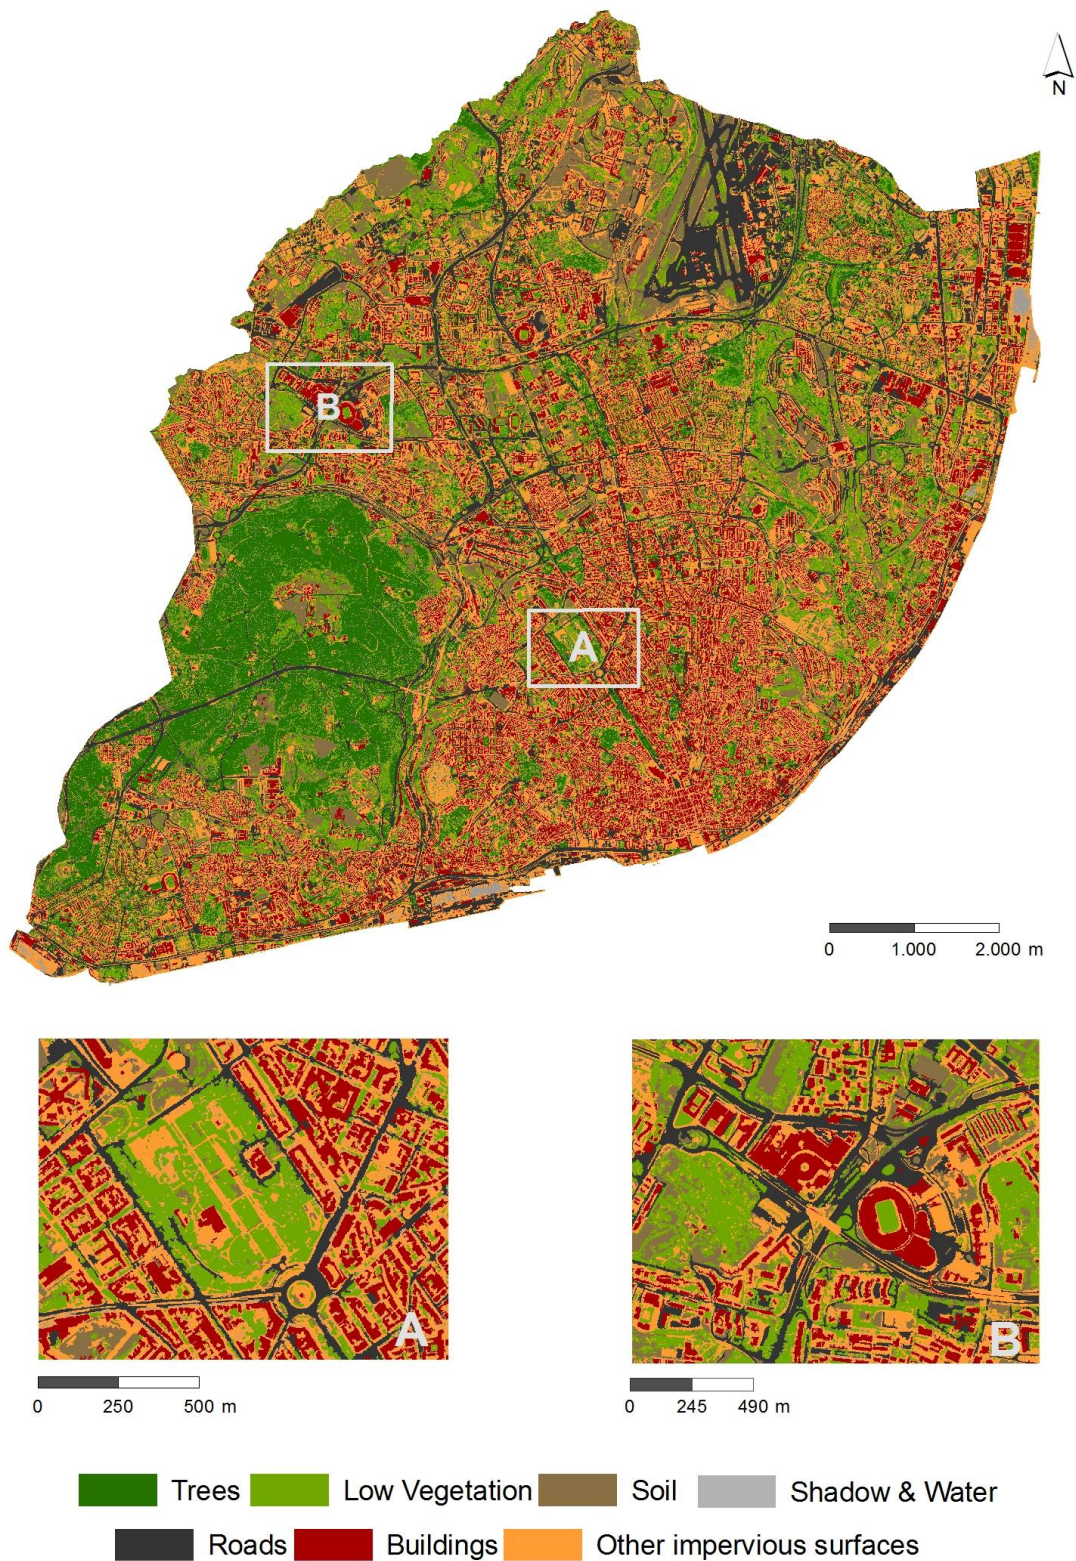 N
B
A
0 1.000 2.000 m
A
B
0 250 500 m
0 245 490 m
Trees Low Vegetation Soil Shadow & Water
Roads Buildings Other impervious surfaces